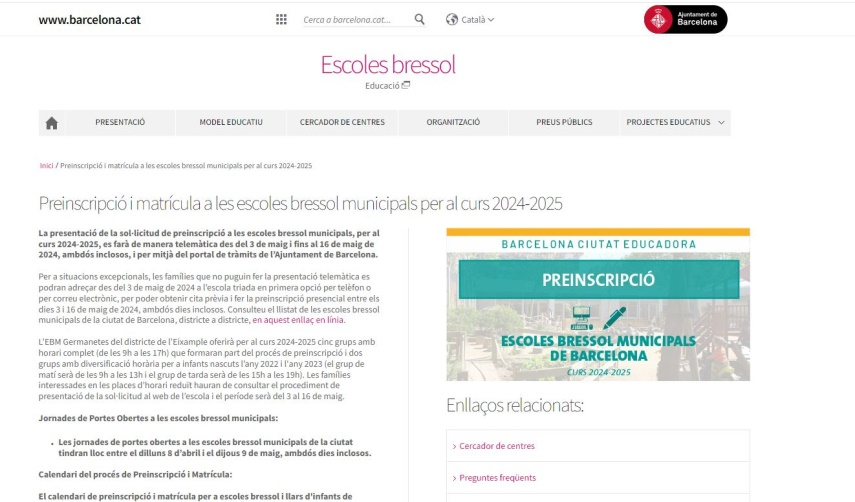 www.barcelona.cat
Cerca a barcelona.cat...
Català
Ajuntament de
Barcelona
Escoles bressol
Educació
PRESENTACIÓ
MODEL EDUCATIU
CERCADOR DE CENTRES
ORGANITZACIÓ
PREUS PÚBLICS
PROJECTES EDUCATIUS
Inici / Preinscripció i matrícula a les escoles bressol municipals per al curs 2024-2025
Preinscripció i matrícula a les escoles bressol municipals per al curs 2024-2025
La presentació de la sol·licitud de preinscripció a les escoles bressol municipals, per al
curs 2024-2025, es farà de manera telemàtica des del 3 de maig i fins al 16 de maig de
2024, ambdós inclosos, i per mitjà del portal de tràmits de l'Ajuntament de Barcelona.
Per a situacions excepcionals, les famílies que no puguin fer la presentació telemàtica es
podran adreçar des del 3 de maig de 2024 a l'escola triada en primera opció per telèfon o
per correu electrònic, per poder obtenir cita prèvia i fer la preinscripció presencial entre els
dies 3 i 16 de maig de 2024, ambdós dies inclosos. Consulteu el llistat de les escoles bressol
municipals de la ciutat de Barcelona, districte a districte, en aquest enllaç en línia.
L'EBM Germanetes del districte de l'Eixample oferirà per al curs 2024-2025 cinc grups amb
horari complet (de les 9h a les 17h) que formaran part del procés de preinscripció i dos
grups amb diversificació horària per a infants nascuts l'any 2022 i l'any 2023 (el grup de
matí serà de les 9h a les 13h i el grup de tarda serà de les 15h a les 19h). Les famílies
interessades en les places d'horari reduït hauran de consultar el procediment de
presentació de la sol·licitud al web de l'escola i el període serà del 3 al 16 de maig.
Jornades de Portes Obertes a les escoles bressol municipals:
• Les jornades de portes obertes a les escoles bressol municipals de la ciutat
tindran lloc entre el dilluns 8 d'abril i el dijous 9 de maig, ambdós dies inclosos.
Calendari del procés de Preinscripció i Matrícula:
El calendari de preinscripció i matrícula per a escoles bressol i llars d'infants de
BARCELONA CIUTAT EDUCADORA
PREINSCRIPCIÓ
ESCOLES BRESSOL MUNICIPALS
DE BARCELONA
CURS 2024-2025
Enllaços relacionats:
> Cercador de centres
> Preguntes freqüents